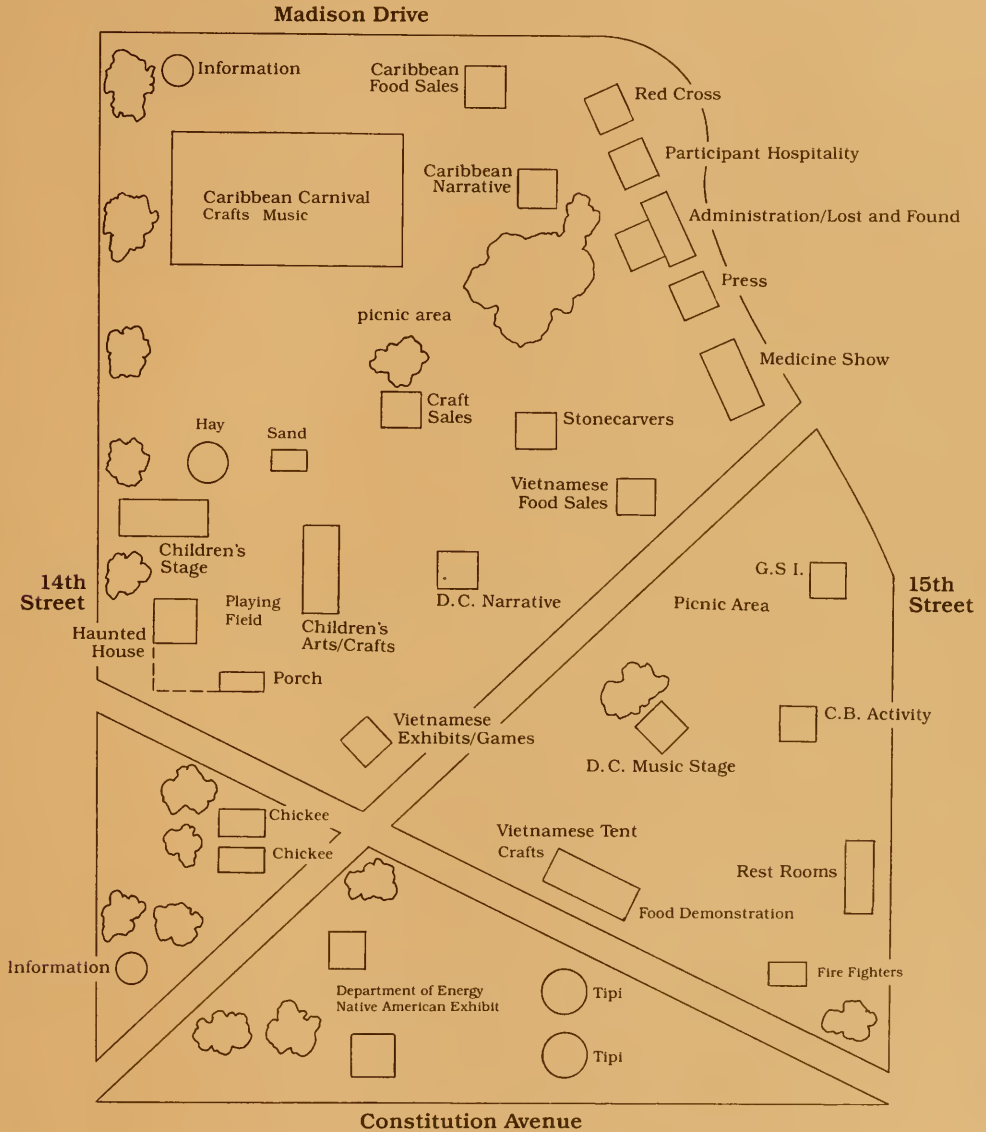 Madison Drive
Information
Caribbean
Food Sales
Red Cross
Participant Hospitality
Caribbean
Narrative
Caribbean Carnival
Crafts Music
Administration/Lost and Found
Press
picnic area
Medicine Show
Craft
Sales
Stonecarvers
Hay
Sand
Vietnamese
Food Sales
Children's
Stage
14th
Street
G.S I.
15th
Street
Picnic Area
D.C. Narrative
Playing
Field
Haunted
House
Children's
Arts/Crafts
Porch
Vietnamese
Exhibits/Games
C.B. Activity
D.C. Music Stage
Chickee
Chickee
Vietnamese Tent
Crafts
Rest Rooms
Food Demonstration
Information
Fire Fighters
Department of Energy
Native American Exhibit
Tipi
Tipi
Constitution Avenue